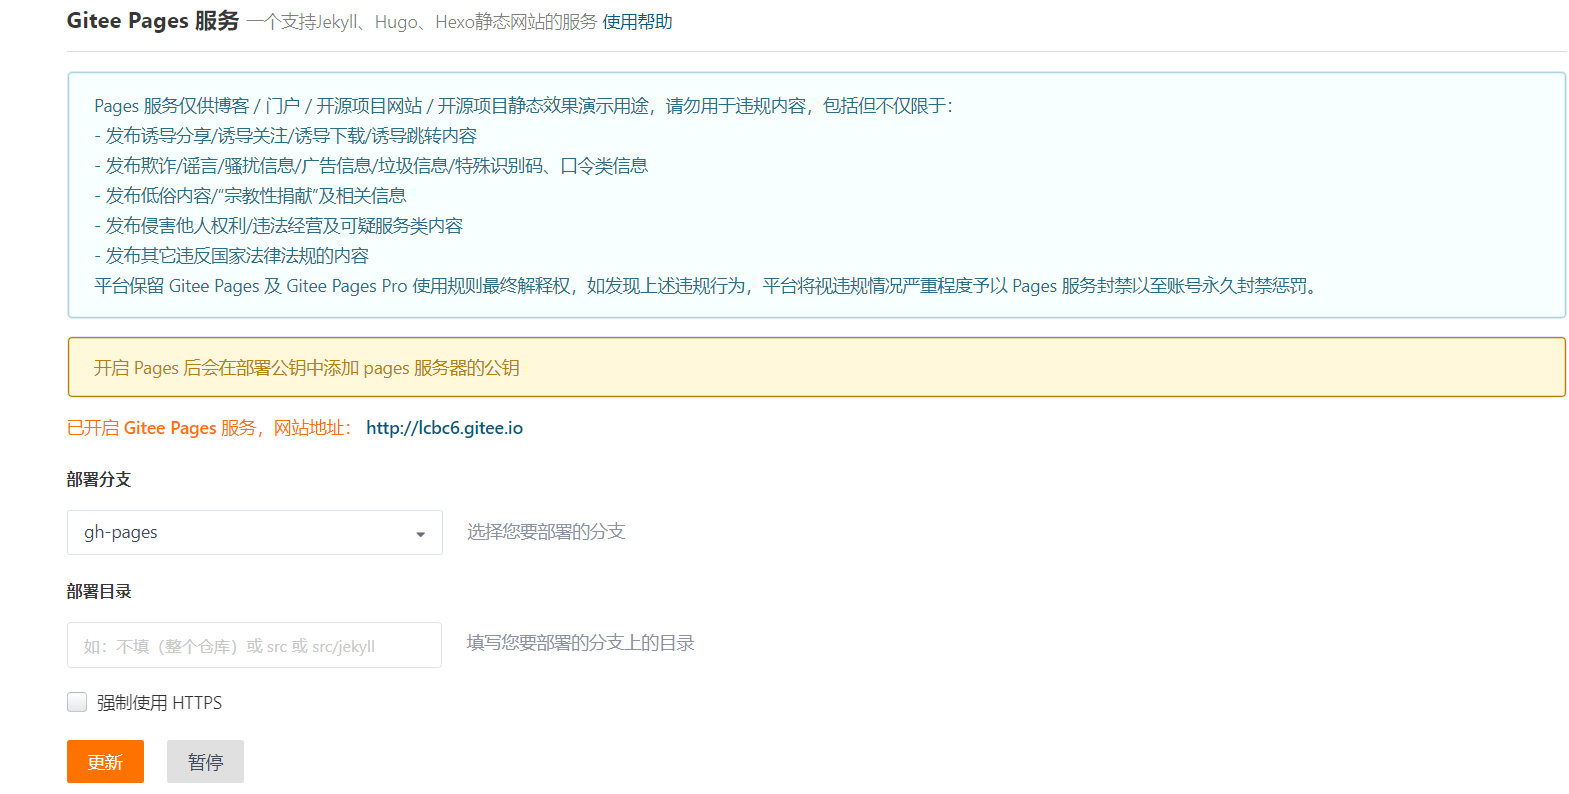 Gitee Pages 服务 一个支持Jekyll、Hugo、Hexo静态网站的服务 使用帮助
Pages 服务仅供博客 / 门户 / 开源项目网站 / 开源项目静态效果演示用途，请勿用于违规内容，包括但不仅限于：
- 发布诱导分享/诱导关注/诱导下载/诱导跳转内容
- 发布欺诈/谣言/骚扰信息/广告信息/垃圾信息/特殊识别码、口令类信息
- 发布低俗内容/“宗教性捐献”及相关信息
- 发布侵害他人权利/违法经营及可疑服务类内容
- 发布其它违反国家法律法规的内容
平台保留 Gitee Pages 及 Gitee Pages Pro 使用规则最终解释权，如发现上述违规行为，平台将视违规情况严重程度予以 Pages 服务封禁以至账号永久封禁惩罚。
开启 Pages 后会在部署公钥中添加 pages 服务器的公钥
已开启 Gitee Pages 服务，网站地址： http://lcbc6.gitee.io
部署分支
gh-pages 选择您要部署的分支
部署目录
如：不填（整个仓库）或 src 或 src/jekyll 填写您要部署的分支上的目录
强制使用 HTTPS
更新 暂停